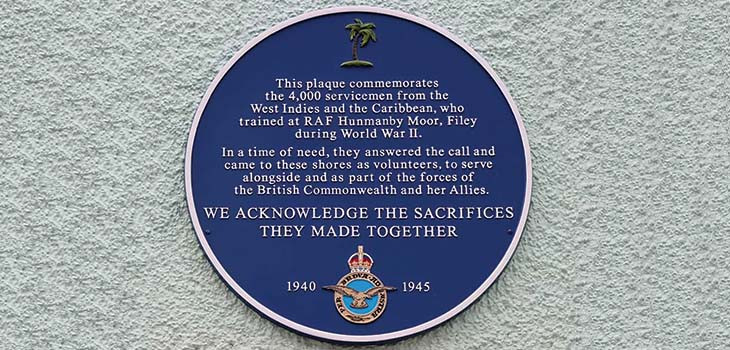 This plaque commemorates
the 4,000 servicemen from the
West Indies and the Caribbean, who
trained at RAF Hunmanby Moor, Filey
during World War II.
In a time of need, they answered the call and
came to these shores as volunteers, to serve
alongside and as part of the forces of
the British Commonwealth and her Allies.
WE ACKNOWLEDGE THE SACRIFICES
THEY MADE TOGETHER
1940 1945